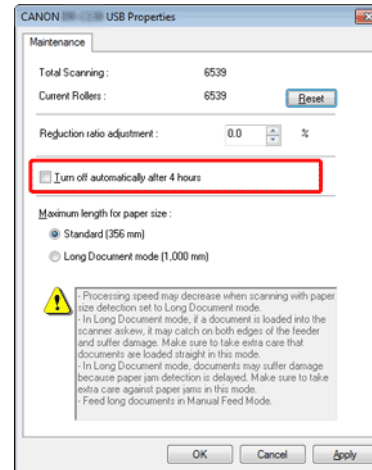 CANON USB Properties
Maintenance
Total Scanning : 6539
Current Rollers : 6539 Reset
Reduction ratio adjustment : 0.0 %
Turn off automatically after 4 hours
Maximum length for paper size :
Standard (356 mm)
Long Document mode (1,000 mm)
- Processing speed may decrease when scanning with paper
size detection set to Long Document mode.
- In Long Document mode, if a document is loaded into the
scanner askew, it may catch on both edges of the feeder
and suffer damage. Make sure to take extra care that
documents are loaded straight in this mode.
- In Long Document mode, documents may suffer damage
because paper jam detection is delayed. Make sure to take
extra care against paper jams in this mode.
- Feed long documents in Manual Feed Mode.
OK Cancel Apply